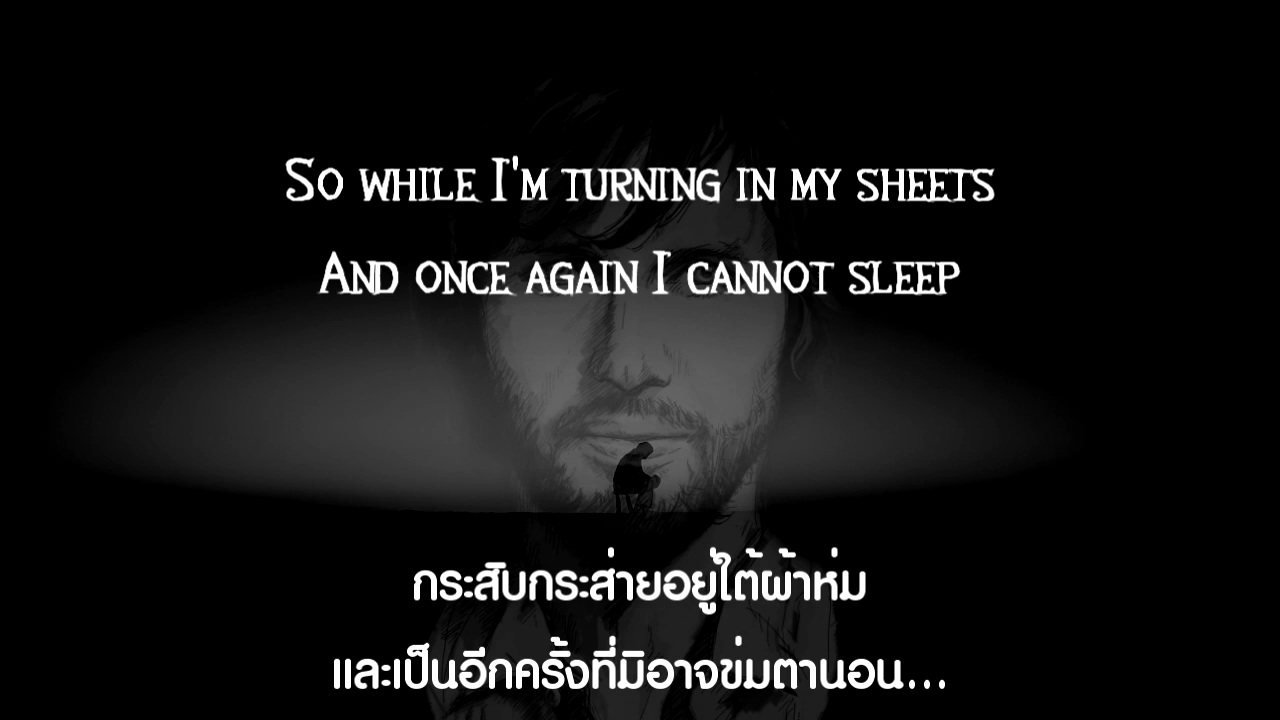 So while I'm turning in my sheets
And once again I cannot sleep
กระสับกระส่ายอยู่ใต้ผ้าห่ม
และเป็นอีกครั้งที่มิอาจข่มตานอน...